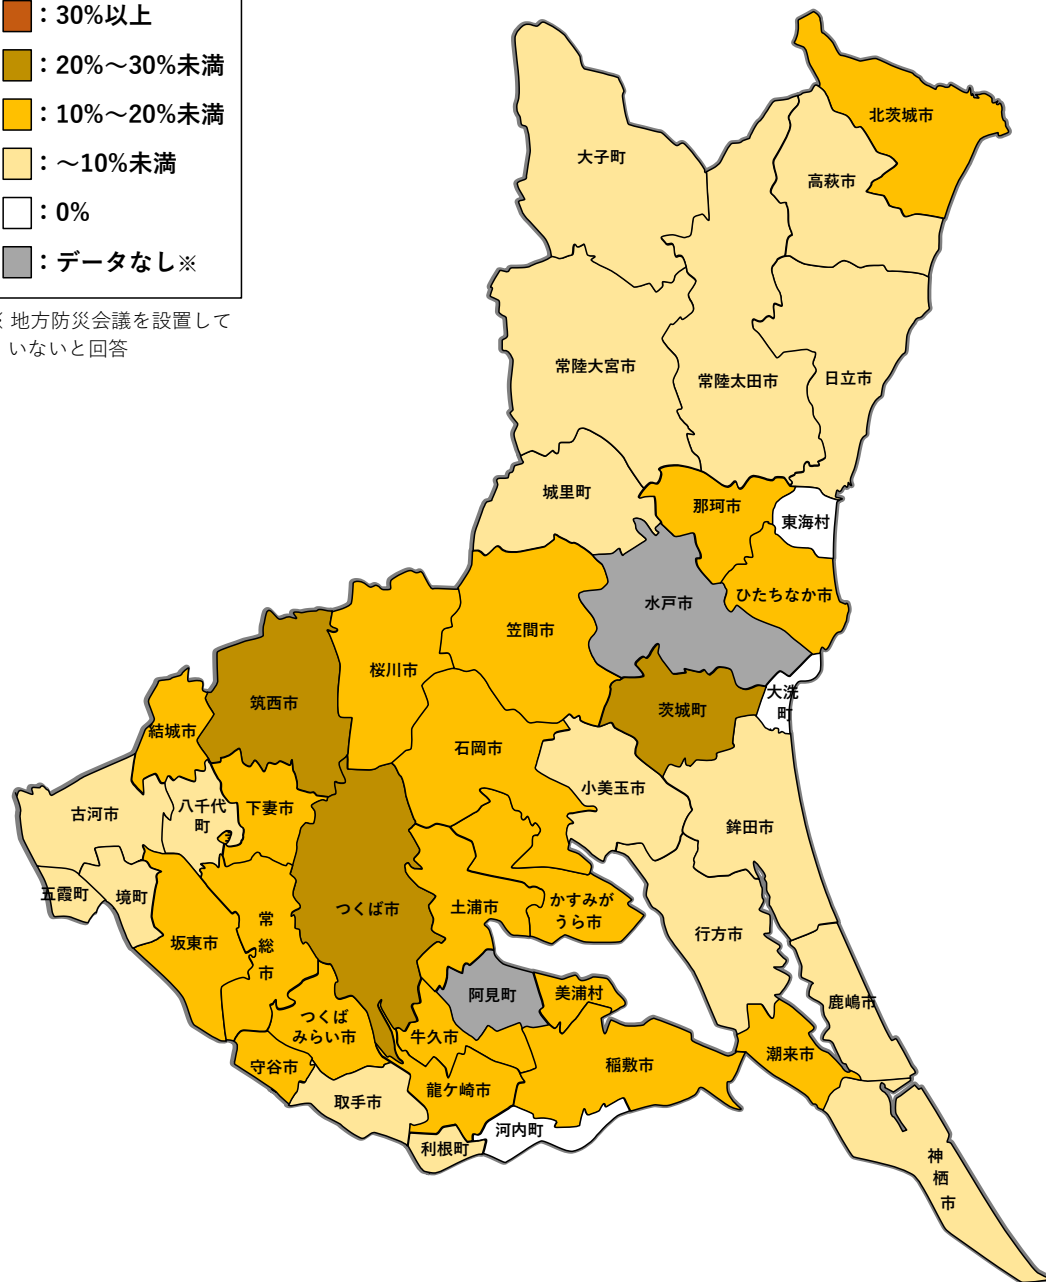 ：30%以上
：20%～30%未満
：10%～20%未満
：～10%未満
：0%
：データなし※
※ 地方防災会議を設置して
いないと回答
北茨城市
大子町
高萩市
常陸大宮市
常陸太田市
日立市
城里町
那珂市
東海村
ひたちなか市
水戸市
笠間市
桜川市
筑西市
茨城町
大洗
町
結城市
石岡市
小美玉市
古河市
八千代
町
下妻市
鉾田市
五霞町
境町
つくば市
土浦市
かすみが
うら市
坂東市
常
総
市
行方市
阿見町
美浦村
鹿嶋市
つくば
みらい市
牛久市
守谷市
稲敷市
潮来市
取手市
龍ケ崎市
河内町
利根町
神
栖
市